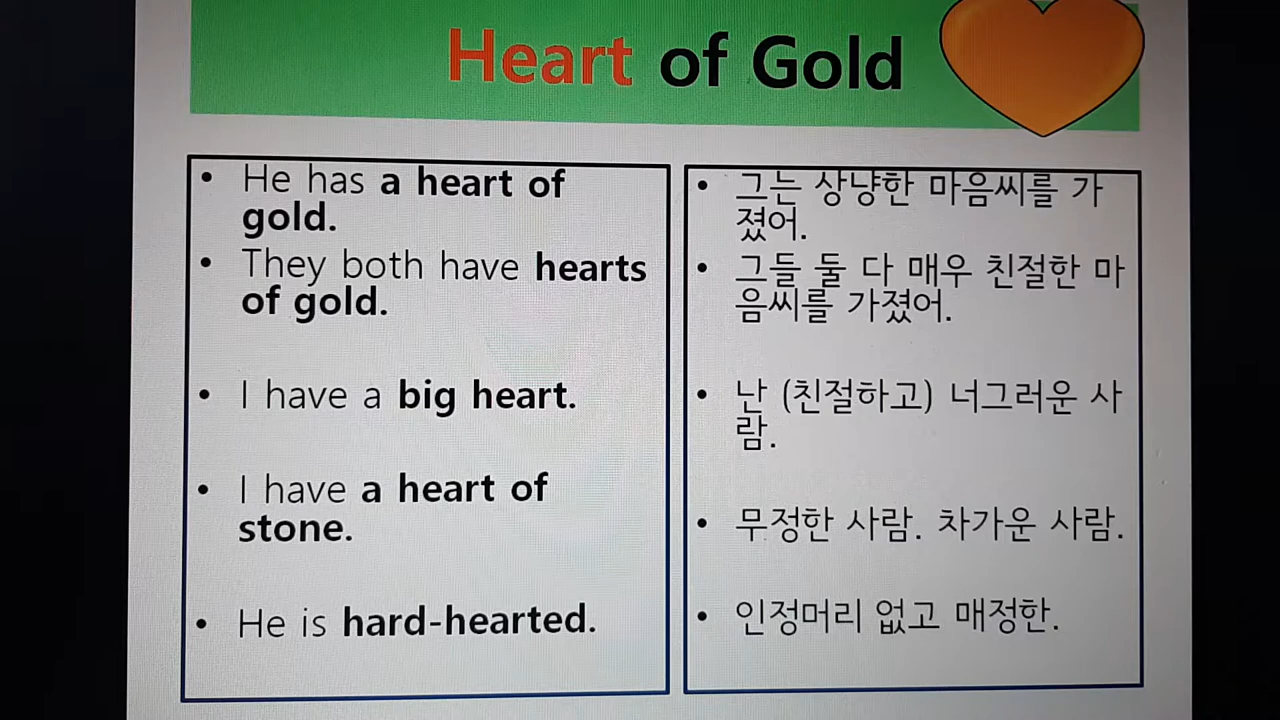 Heart of Gold
• He has a heart of
gold.
• They both have hearts
of gold.
• I have a big heart.
• I have a heart of
stone.
• He is hard-hearted.
• 그는 상냥한 마음씨를 가
졌어.
• 그들 둘 다 매우 친절한 마
음씨를 가졌어.
• 난 (친절하고) 너그러운 사
람.
• 무정한 사람. 차가운 사람.
• 인정머리 없고 매정한.